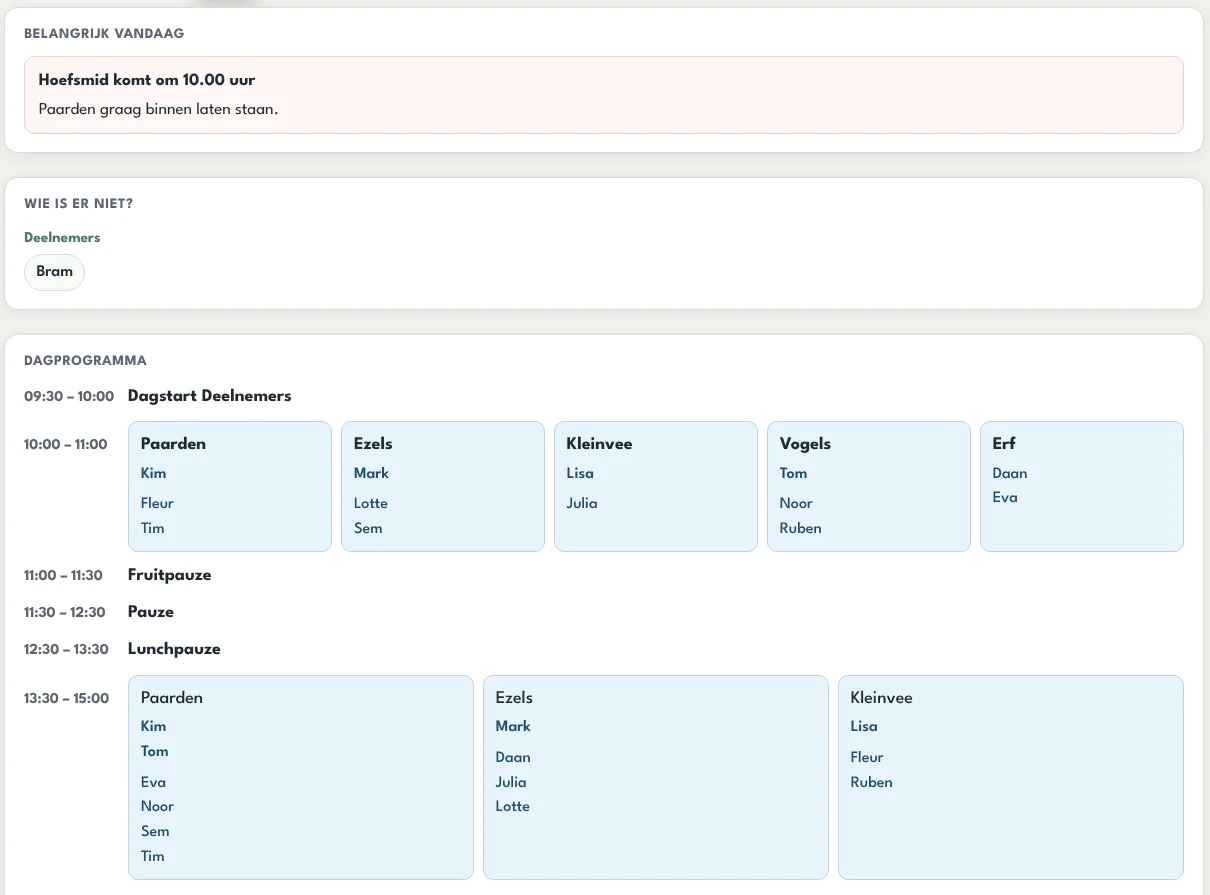 BELANGRIJK VANDAAG
Hoefsmid komt om 10.00 uur
Paarden graag binnen laten staan.
WIE IS ER NIET?
Deelnemers
Bram
DAGPROGRAMMA
09:30 – 10:00 Dagstart Deelnemers
10:00 – 11:00
Paarden
Kim
Fleur
Tim
Ezels
Mark
Lotte
Sem
Kleinvee
Lisa
Julia
Vogels
Tom
Noor
Ruben
Erf
Daan
Eva
11:00 – 11:30 Fruitpauze
11:30 – 12:30 Pauze
12:30 – 13:30 Lunchpauze
13:30 – 15:00
Paarden
Kim
Tom
Eva
Noor
Sem
Tim
Ezels
Mark
Daan
Julia
Lotte
Kleinvee
Lisa
Fleur
Ruben